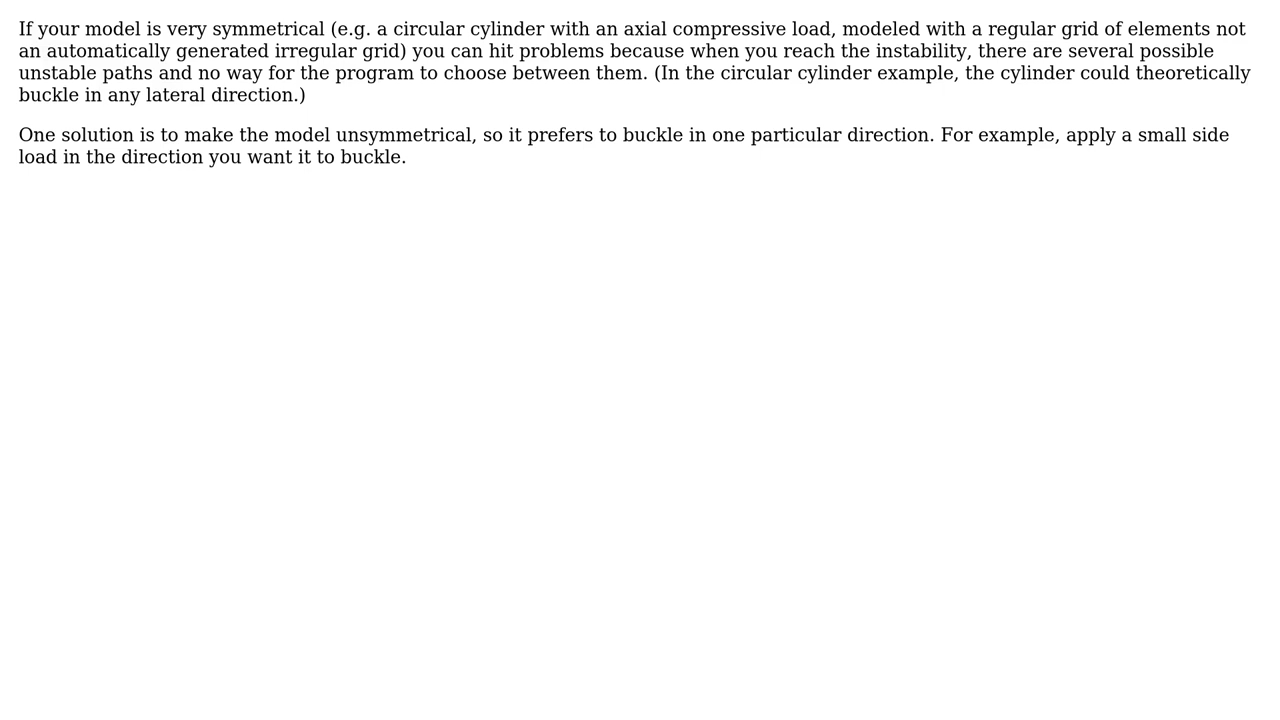 If your model is very symmetrical (e.g. a circular cylinder with an axial compressive load, modeled with a regular grid of elements not
an automatically generated irregular grid) you can hit problems because when you reach the instability, there are several possible
unstable paths and no way for the program to choose between them. (In the circular cylinder example, the cylinder could theoretically
buckle in any lateral direction.)
One solution is to make the model unsymmetrical, so it prefers to buckle in one particular direction. For example, apply a small side
load in the direction you want it to buckle.